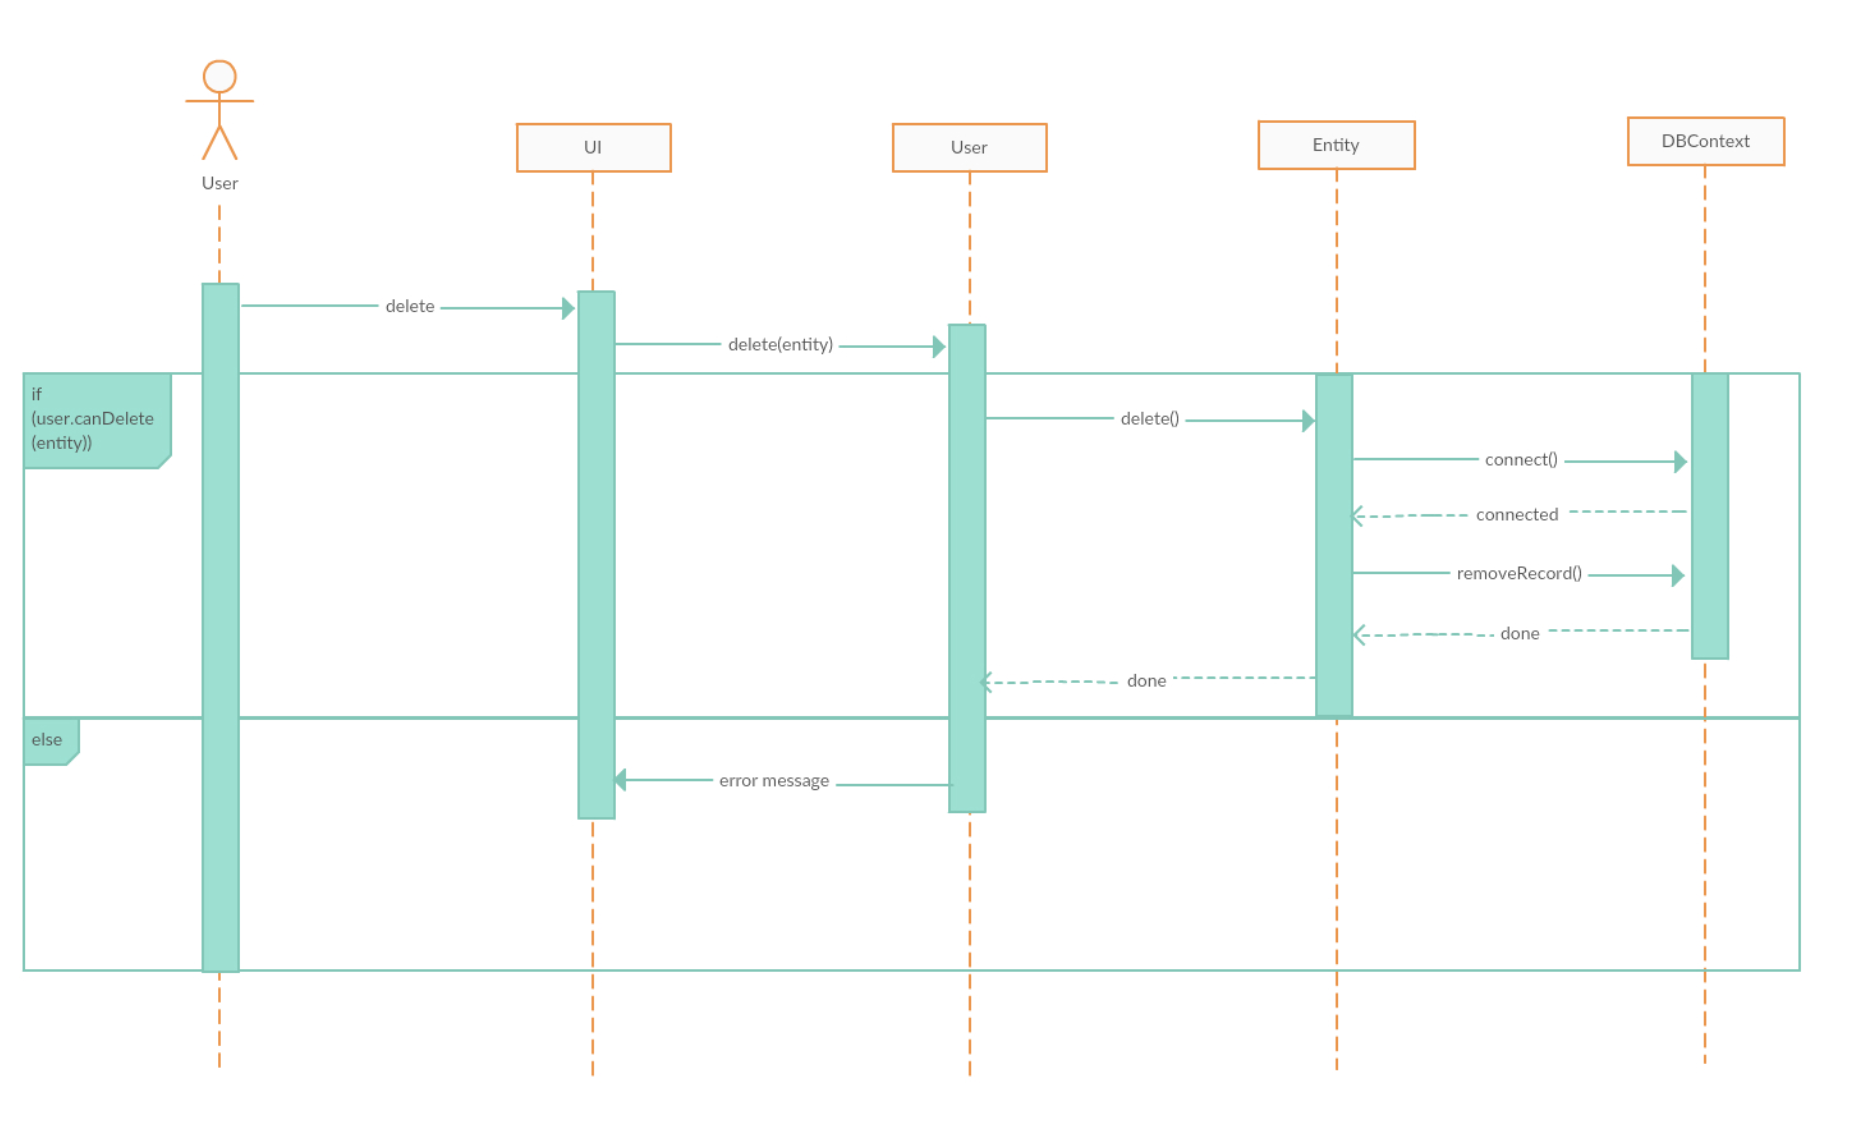 User
UI
User
Entity
DBContext
delete
delete(entity)
if
(user.canDelete
(entity))
delete()
connect()
connected
removeRecord()
done
done
else
error message